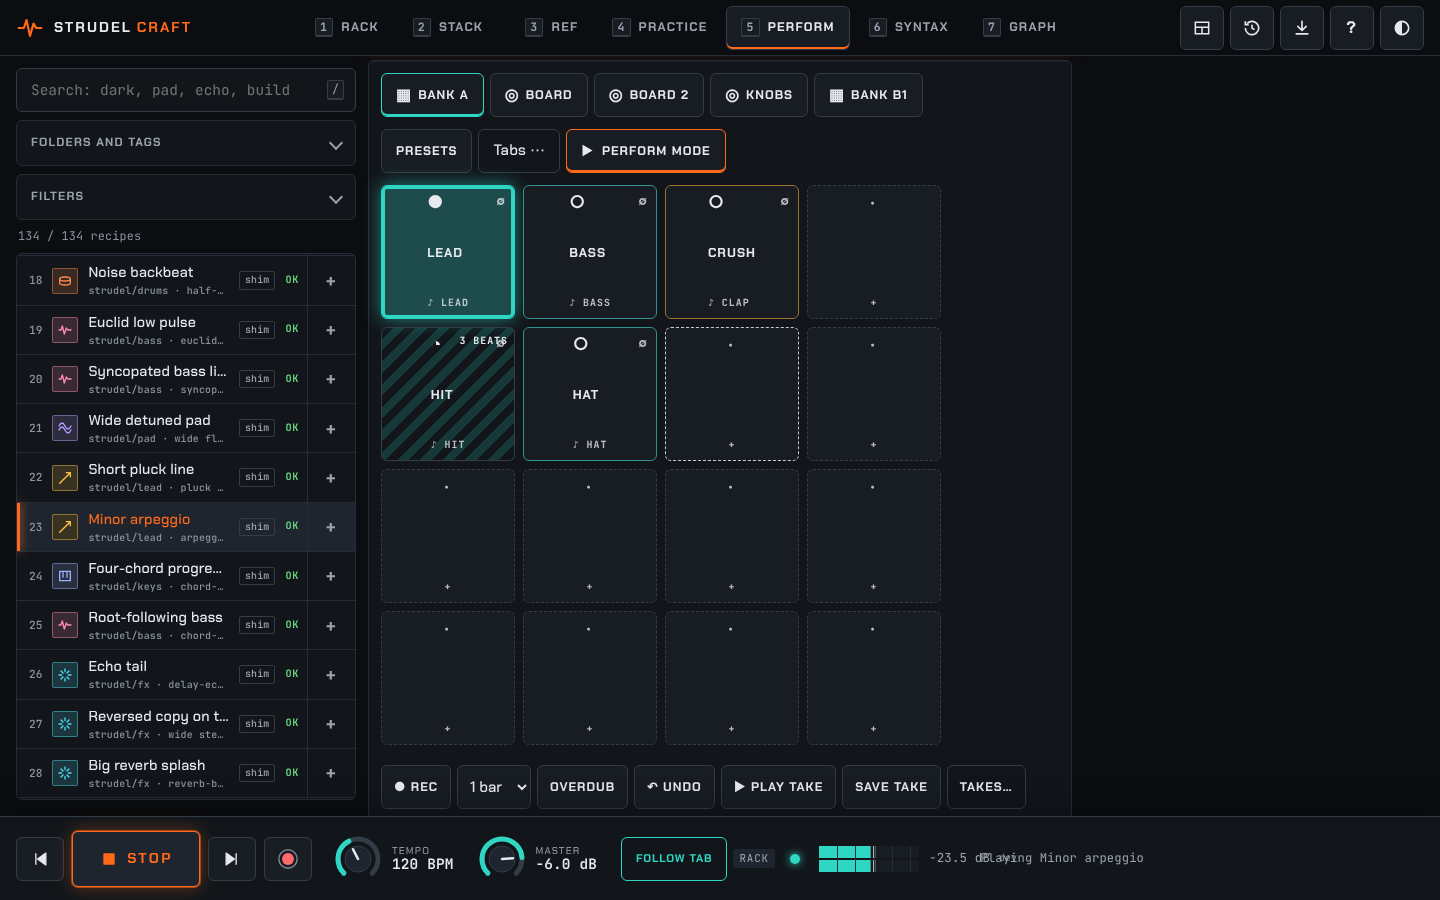 STRUDEL CRAFT
1 RACK
2 STACK
3 REF
4 PRACTICE
5 PERFORM
6 SYNTAX
7 GRAPH
?
Search: dark, pad, echo, build /
FOLDERS AND TAGS
FILTERS
134 / 134 recipes
18 Noise backbeat shim OK +
strudel/drums · half-…
19 Euclid low pulse shim OK +
strudel/bass · euclid…
20 Syncopated bass li… shim OK +
strudel/bass · syncop…
21 Wide detuned pad shim OK +
strudel/pad · wide fl…
22 Short pluck line shim OK +
strudel/lead · pluck …
23 Minor arpeggio shim OK +
strudel/lead · arpegg…
24 Four-chord progre… shim OK +
strudel/keys · chord-…
25 Root-following bass shim OK +
strudel/bass · chord-…
26 Echo tail shim OK +
strudel/fx · delay-ec…
27 Reversed copy on t… shim OK +
strudel/fx · wide ste…
28 Big reverb splash shim OK +
strudel/fx · reverb-b…
BANK A
BOARD
BOARD 2
KNOBS
BANK B1
PRESETS
Tabs ···
PERFORM MODE
LEAD
♪ LEAD
BASS
♪ BASS
CRUSH
♪ CLAP
3 BEATS
HIT
♪ HIT
HAT
♪ HAT
REC
1 bar
OVERDUB
↶ UNDO
PLAY TAKE
SAVE TAKE
TAKES…
STOP
TEMPO
120 BPM
MASTER
-6.0 dB
FOLLOW TAB
RACK
-23.5 dB
Playing Minor arpeggio